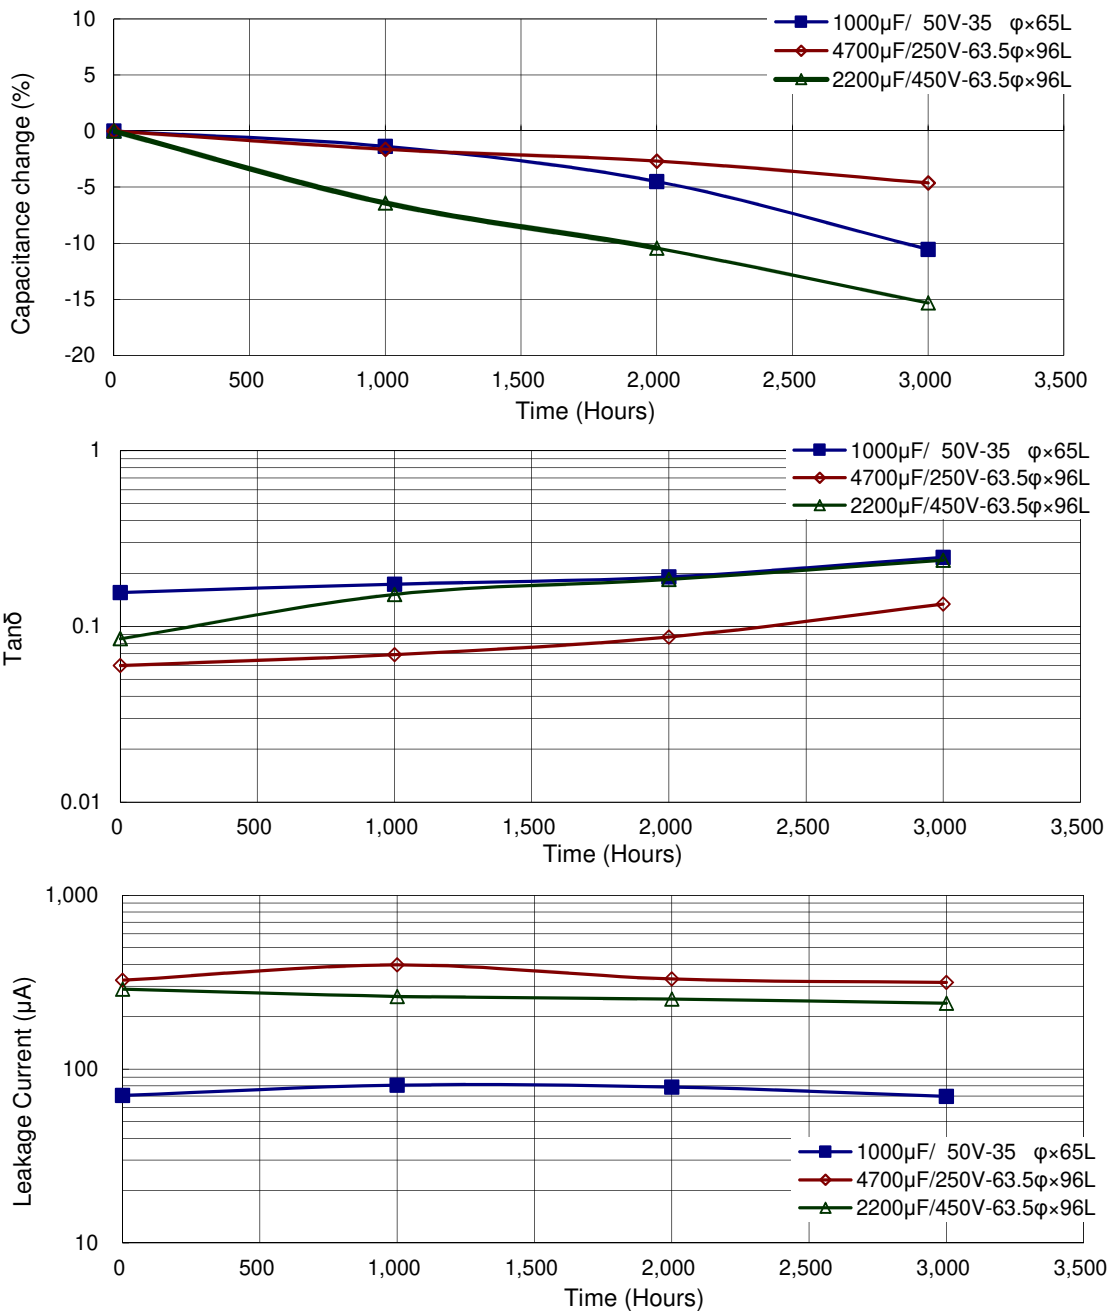 10
5
0
-5
-10
-15
-20
Capacitance change (%)
1000μF/ 50V-35 φ×65L
4700μF/250V-63.5φ×96L
2200μF/450V-63.5φ×96L
0 500 1,000 1,500 2,000 2,500 3,000 3,500
Time (Hours)
1
0.1
0.01
Tanδ
1000μF/ 50V-35 φ×65L
4700μF/250V-63.5φ×96L
2200μF/450V-63.5φ×96L
0 500 1,000 1,500 2,000 2,500 3,000 3,500
Time (Hours)
1,000
100
10
Leakage Current (μA)
1000μF/ 50V-35 φ×65L
4700μF/250V-63.5φ×96L
2200μF/450V-63.5φ×96L
0 500 1,000 1,500 2,000 2,500 3,000 3,500
Time (Hours)